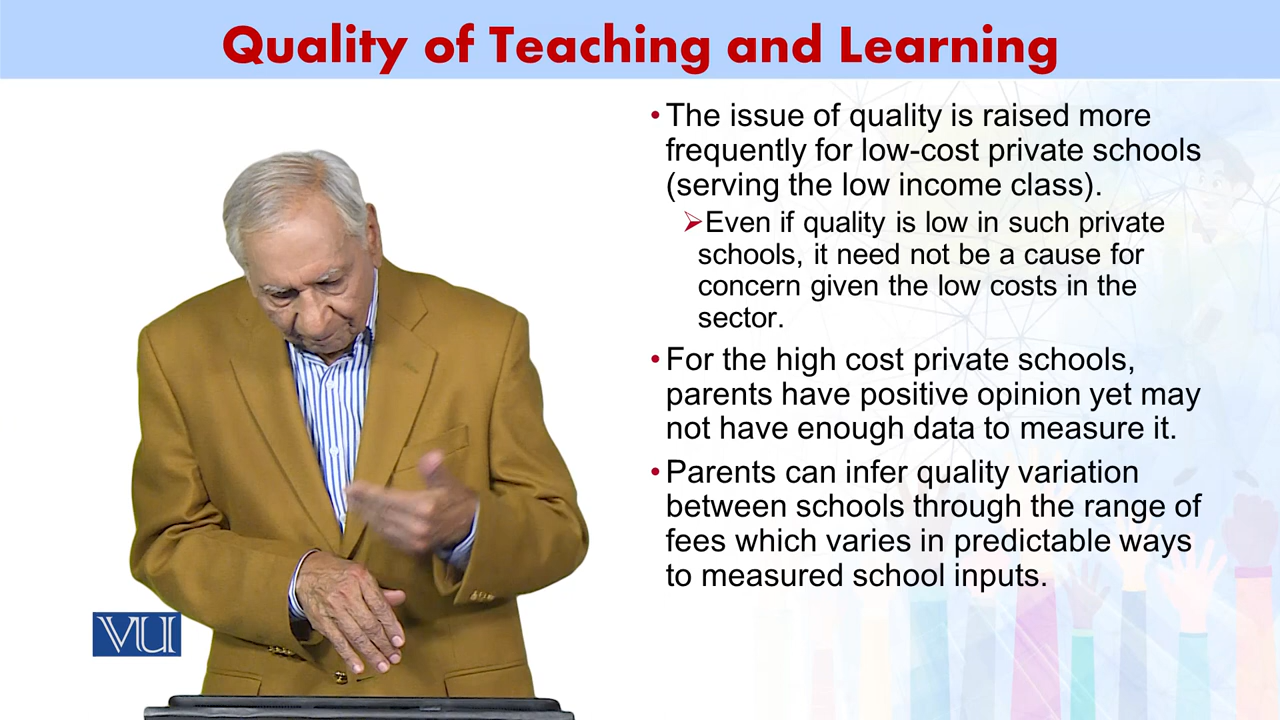 Quality of Teaching and Learning
•The issue of quality is raised more
frequently for low-cost private schools
(serving the low income class).
➢Even if quality is low in such private
schools, it need not be a cause for
concern given the low costs in the
sector.
•For the high cost private schools,
parents have positive opinion yet may
not have enough data to measure it.
•Parents can infer quality variation
between schools through the range of
fees which varies in predictable ways
to measured school inputs.
VU